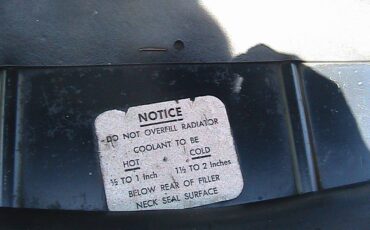 NOTICE
DO NOT OVERFILL RADIATOR
COOLANT TO BE
HOT COLD
½ TO 1 Inch 1½ TO 2 Inches
BELOW REAR OF FILLER
NECK SEAL SURFACE